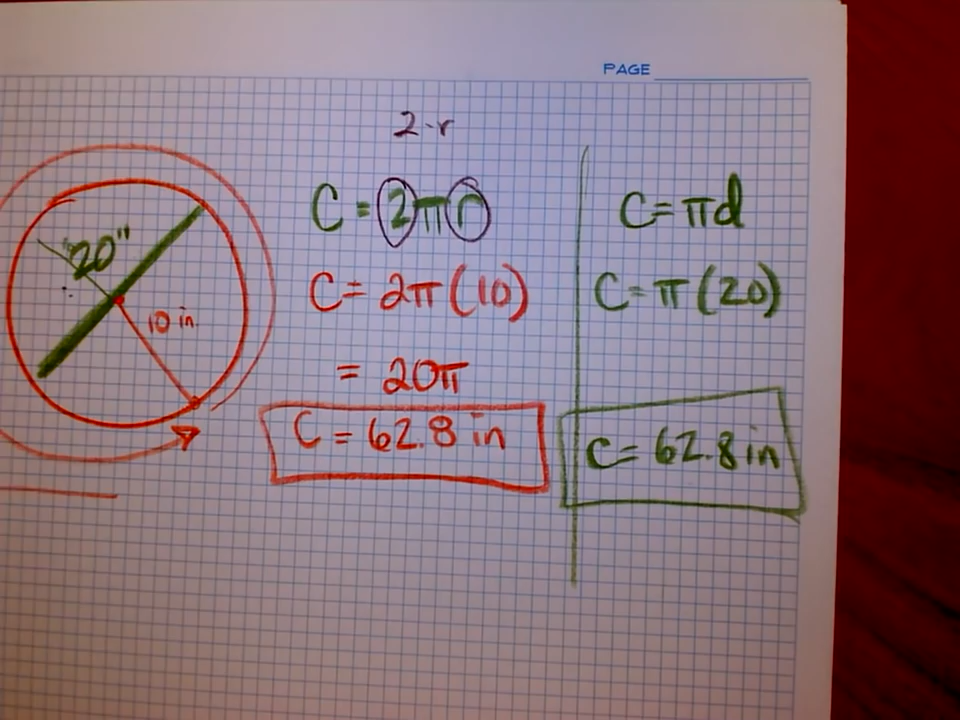 PAGE
2·r
C = 2πr
C = πd
20"
10 in.
C = 2π(10)
C = π(20)
= 20π
C = 62.8 in
C = 62.8 in